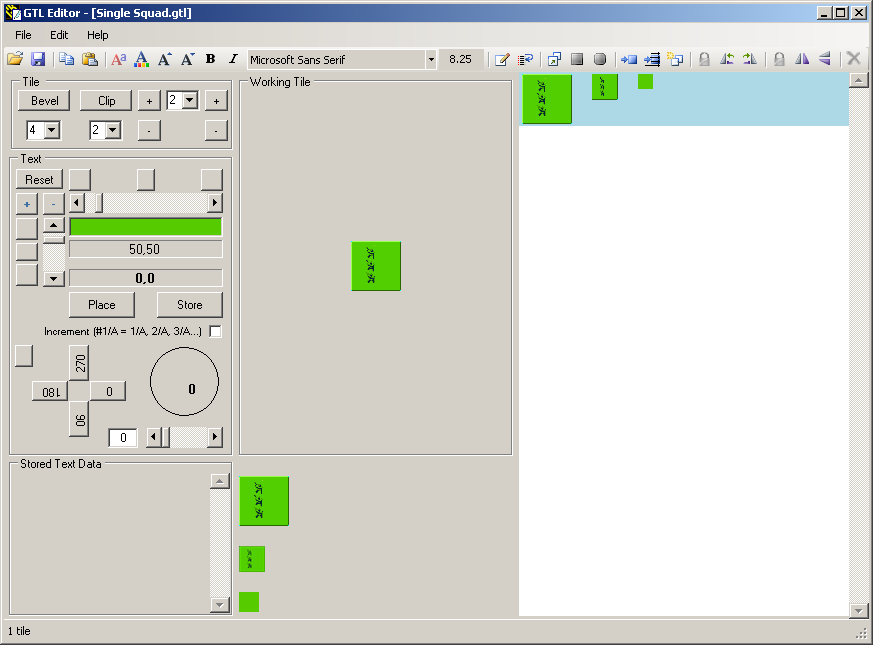 GTL Editor - [Single Squad.gtl]
File Edit Help
Microsoft Sans Serif 8.25
Tile
Bevel Clip + 2 +
4 2 - -
Working Tile
Text
Reset
+ -
50,50
0,0
Place Store
Increment (#1/A = 1/A, 2/A, 3/A...)
270
180 0
90
0
0
Stored Text Data
1 tile